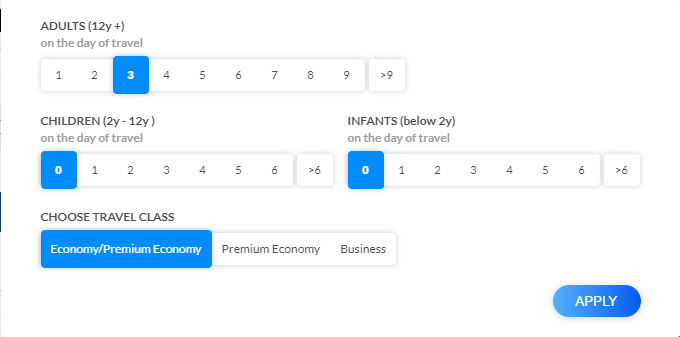 ADULTS (12y +)
on the day of travel
1 2 3 4 5 6 7 8 9 >9
CHILDREN (2y - 12y )
on the day of travel
0 1 2 3 4 5 6 >6
INFANTS (below 2y)
on the day of travel
0 1 2 3 4 5 6 >6
CHOOSE TRAVEL CLASS
Economy/Premium Economy Premium Economy Business
APPLY